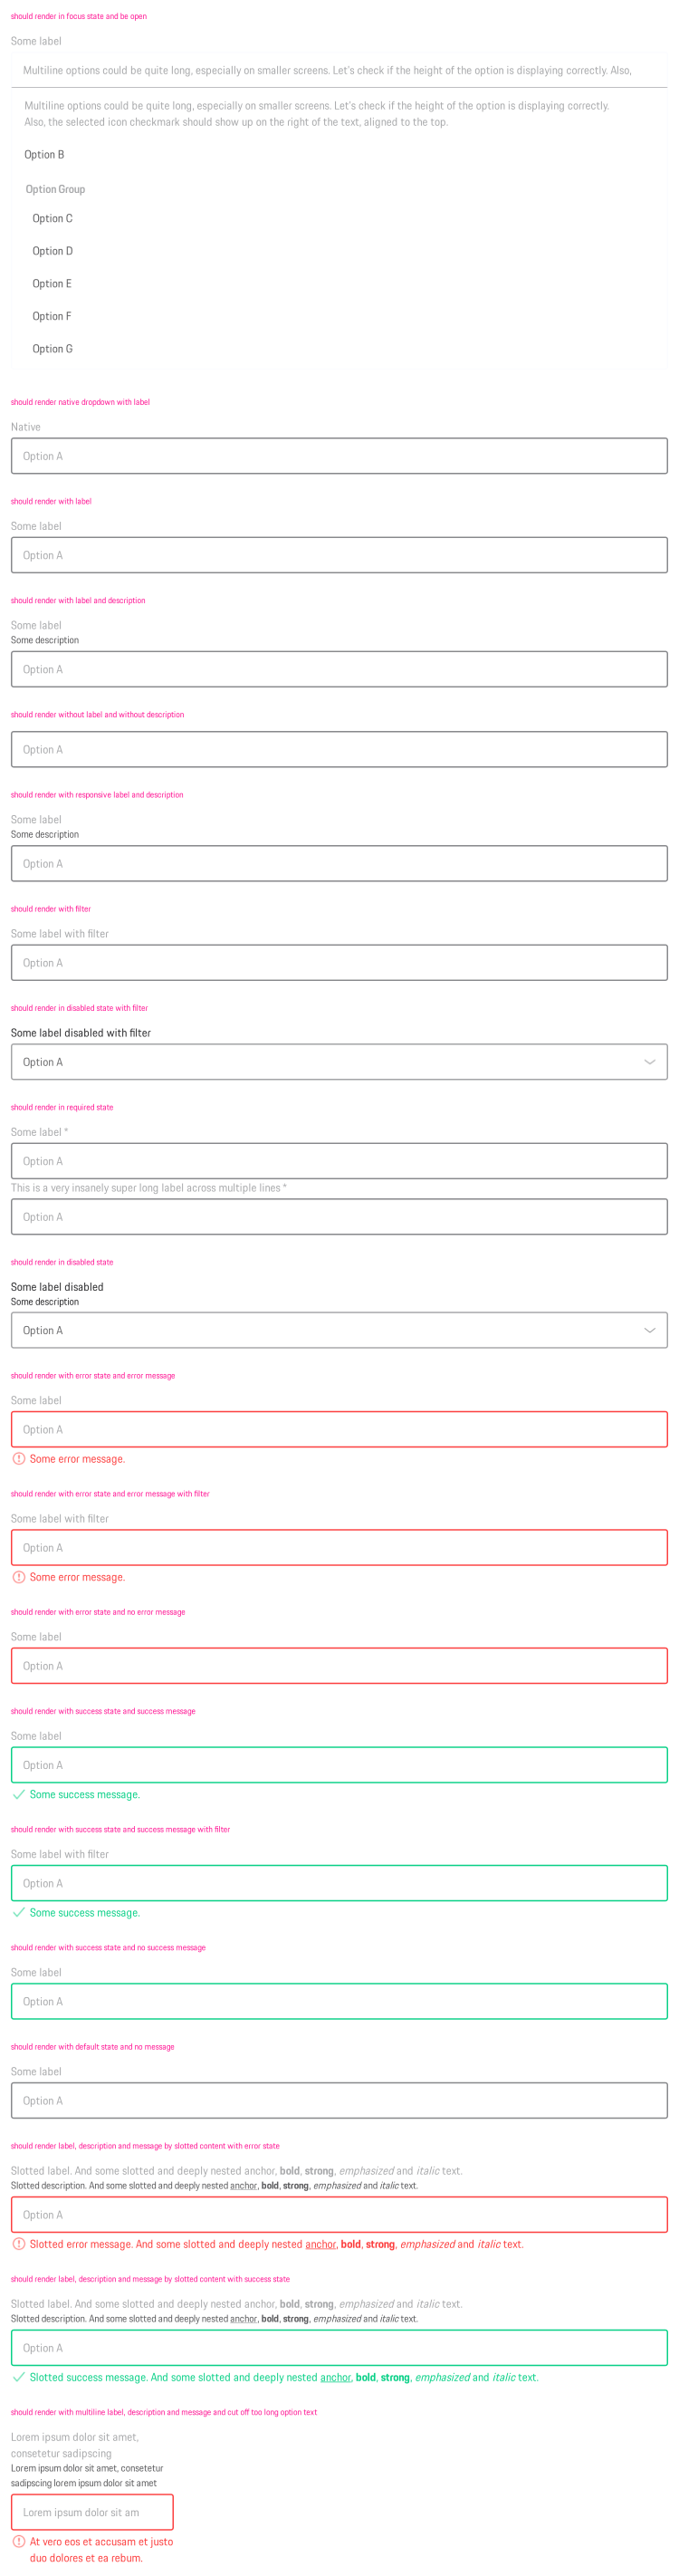 should render in focus state and be open
Some label
Multiline options could be quite long, especially on smaller screens. Let's check if the height of the option is displaying correctly. Also,
Multiline options could be quite long, especially on smaller screens. Let's check if the height of the option is displaying correctly.
Also, the selected icon checkmark should show up on the right of the text, aligned to the top.
Option B
Option Group
Option C
Option D
Option E
Option F
Option G
should render native dropdown with label
Native
Option A
should render with label
Some label
Option A
should render with label and description
Some label
Some description
Option A
should render without label and without description
Option A
should render with responsive label and description
Some label
Some description
Option A
should render with filter
Some label with filter
Option A
should render in disabled state with filter
Some label disabled with filter
Option A
should render in required state
Some label *
Option A
This is a very insanely super long label across multiple lines *
Option A
should render in disabled state
Some label disabled
Some description
Option A
should render with error state and error message
Some label
Option A
Some error message.
should render with error state and error message with filter
Some label with filter
Option A
Some error message.
should render with error state and no error message
Some label
Option A
should render with success state and success message
Some label
Option A
Some success message.
should render with success state and success message with filter
Some label with filter
Option A
Some success message.
should render with success state and no success message
Some label
Option A
should render with default state and no message
Some label
Option A
should render label, description and message by slotted content with error state
Slotted label. And some slotted and deeply nested anchor, bold, strong, emphasized and italic text.
Slotted description. And some slotted and deeply nested anchor, bold, strong, emphasized and italic text.
Option A
Slotted error message. And some slotted and deeply nested anchor, bold, strong, emphasized and italic text.
should render label, description and message by slotted content with success state
Slotted label. And some slotted and deeply nested anchor, bold, strong, emphasized and italic text.
Slotted description. And some slotted and deeply nested anchor, bold, strong, emphasized and italic text.
Option A
Slotted success message. And some slotted and deeply nested anchor, bold, strong, emphasized and italic text.
should render with multiline label, description and message and cut off too long option text
Lorem ipsum dolor sit amet,
consetetur sadipscing
Lorem ipsum dolor sit amet, consetetur
sadipscing lorem ipsum dolor sit amet
Lorem ipsum dolor sit am
At vero eos et accusam et justo
duo dolores et ea rebum.